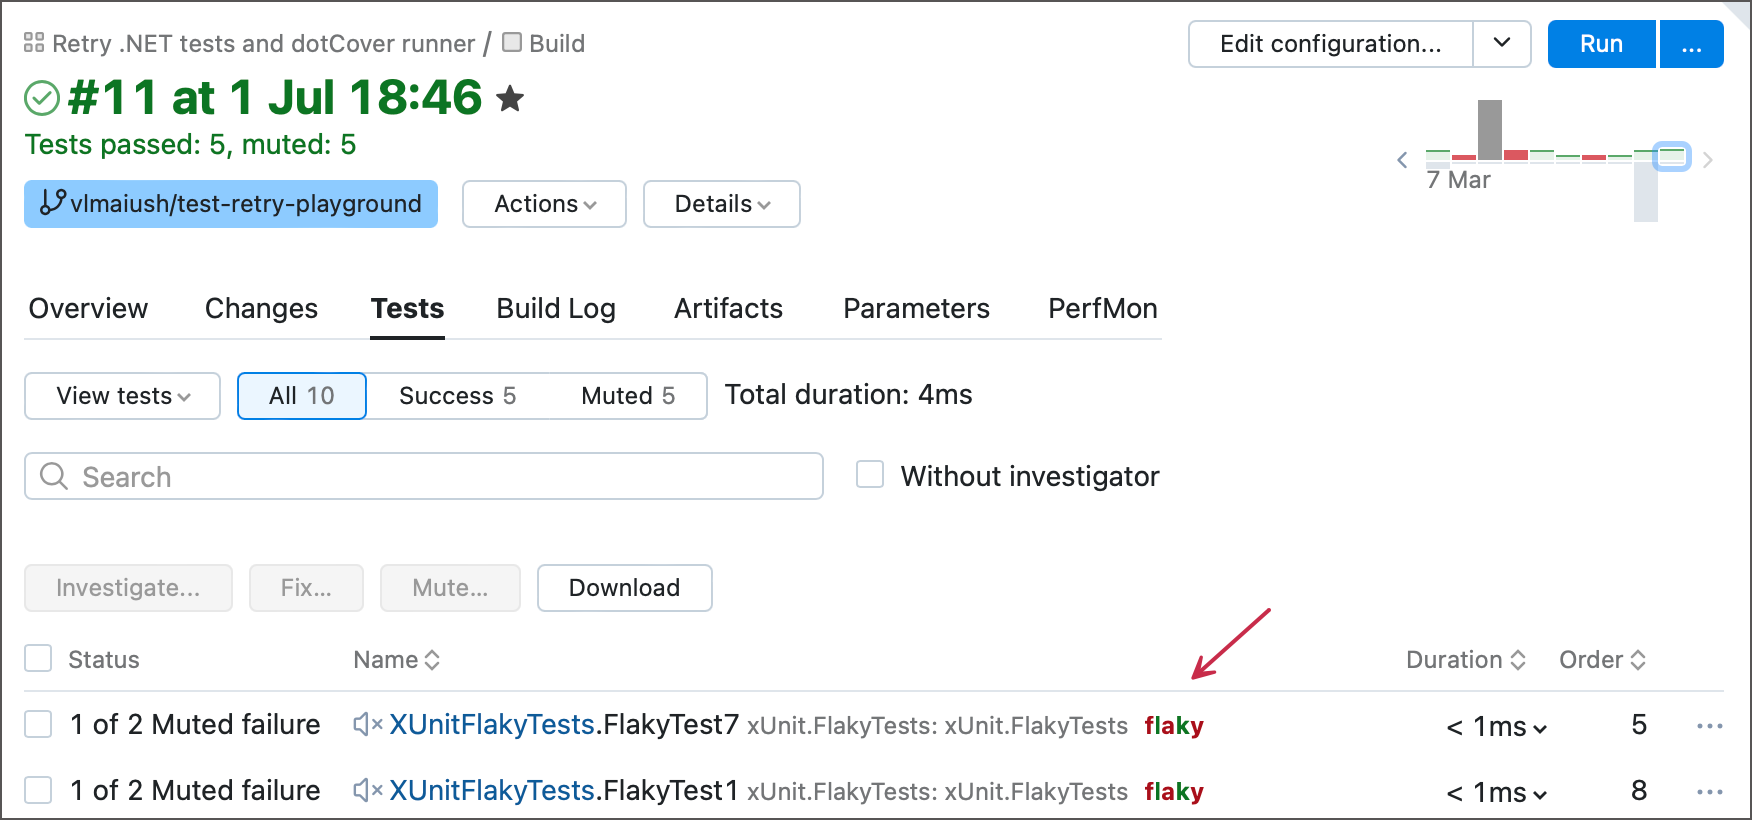 Retry .NET tests and dotCover runner / Build
Edit configuration...
Run
...
#11 at 1 Jul 18:46
Tests passed: 5, muted: 5
7 Mar
vlmaiush/test-retry-playground
Actions
Details
Overview Changes Tests Build Log Artifacts Parameters PerfMon
View tests
All 10 Success 5 Muted 5
Total duration: 4ms
Search
Without investigator
Investigate... Fix... Mute... Download
Status Name Duration Order
1 of 2 Muted failure XUnitFlakyTests.FlakyTest7 xUnit.FlakyTests: xUnit.FlakyTests flaky < 1ms 5 ...
1 of 2 Muted failure XUnitFlakyTests.FlakyTest1 xUnit.FlakyTests: xUnit.FlakyTests flaky < 1ms 8 ...